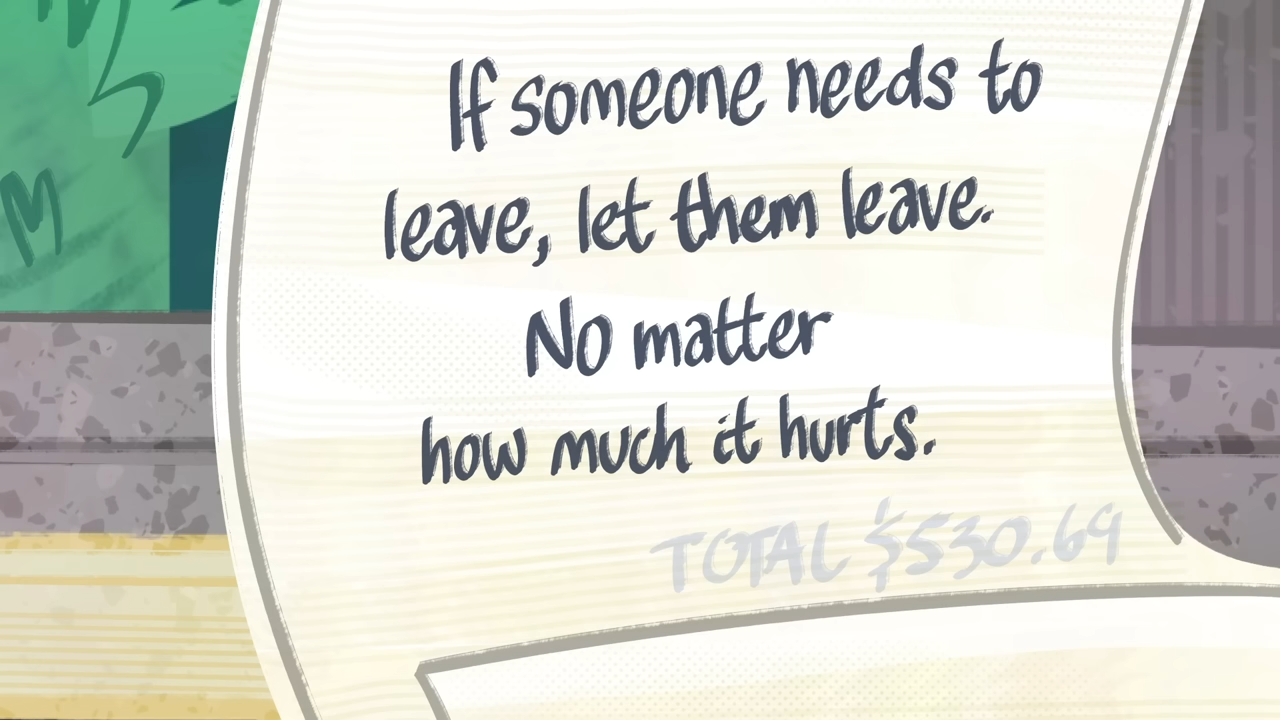 If someone needs to
leave, let them leave.
No matter
how much it hurts.
TOTAL $530.69